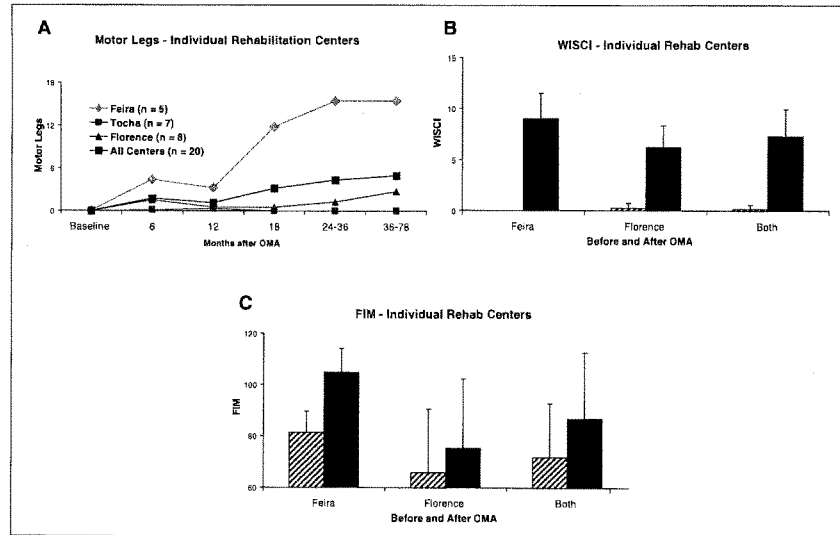 A
Motor Legs - Individual Rehabilitation Centers
Motor Legs
18
12
6
0
Feira (n = 5)
Tocha (n = 7)
Florence (n = 8)
All Centers (n = 20)
Baseline 6 12 18 24-36 36-78
Months after OMA
B
WISCI - Individual Rehab Centers
WISCI
15
10
5
0
Feira Florence Both
Before and After OMA
C
FIM - Individual Rehab Centers
FIM
120
100
80
60
Feira Florence Both
Before and After OMA